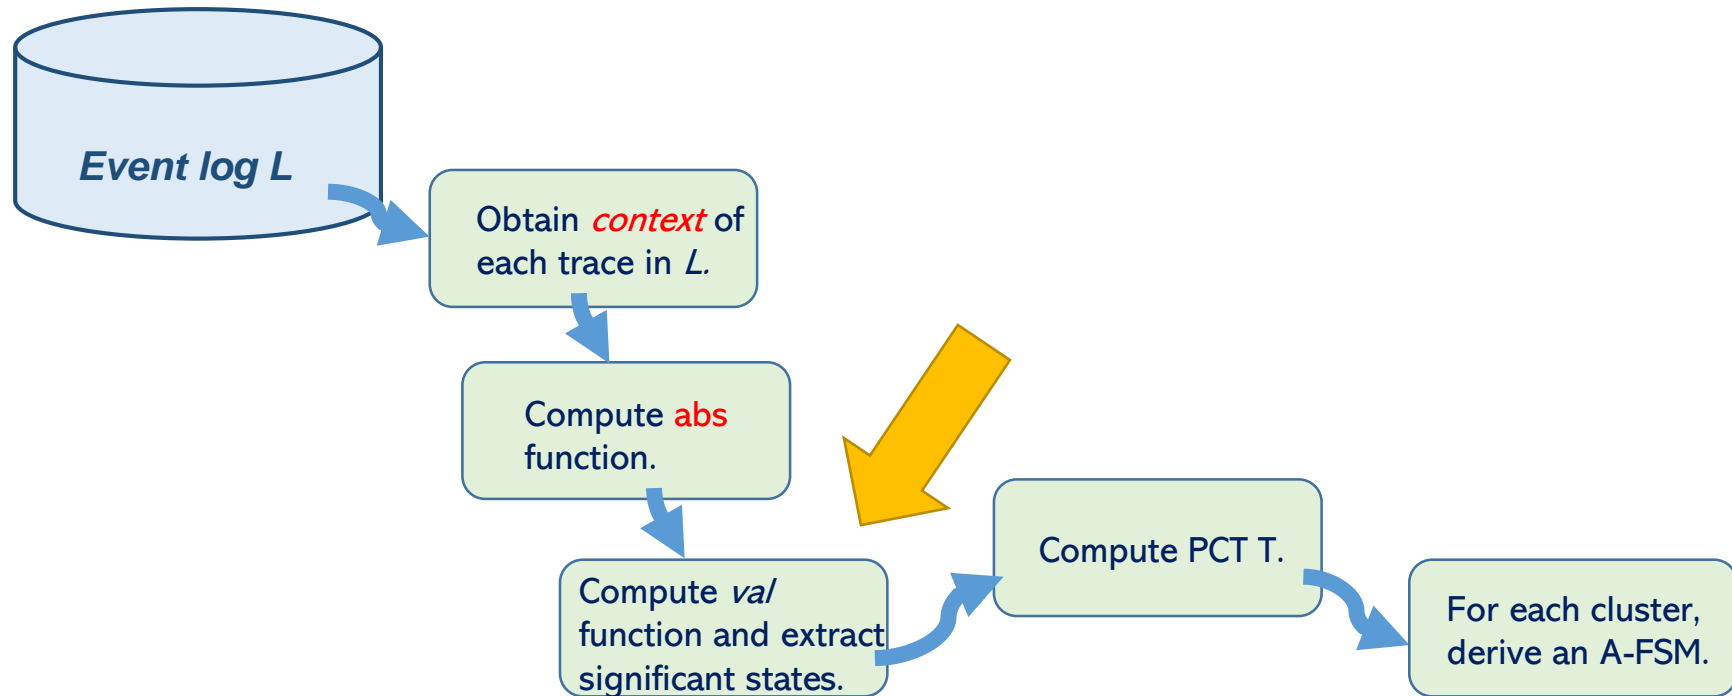 Event log L
Obtain context of
each trace in L.
Compute abs
function.
Compute val
function and extract
significant states.
Compute PCT T.
For each cluster,
derive an A-FSM.